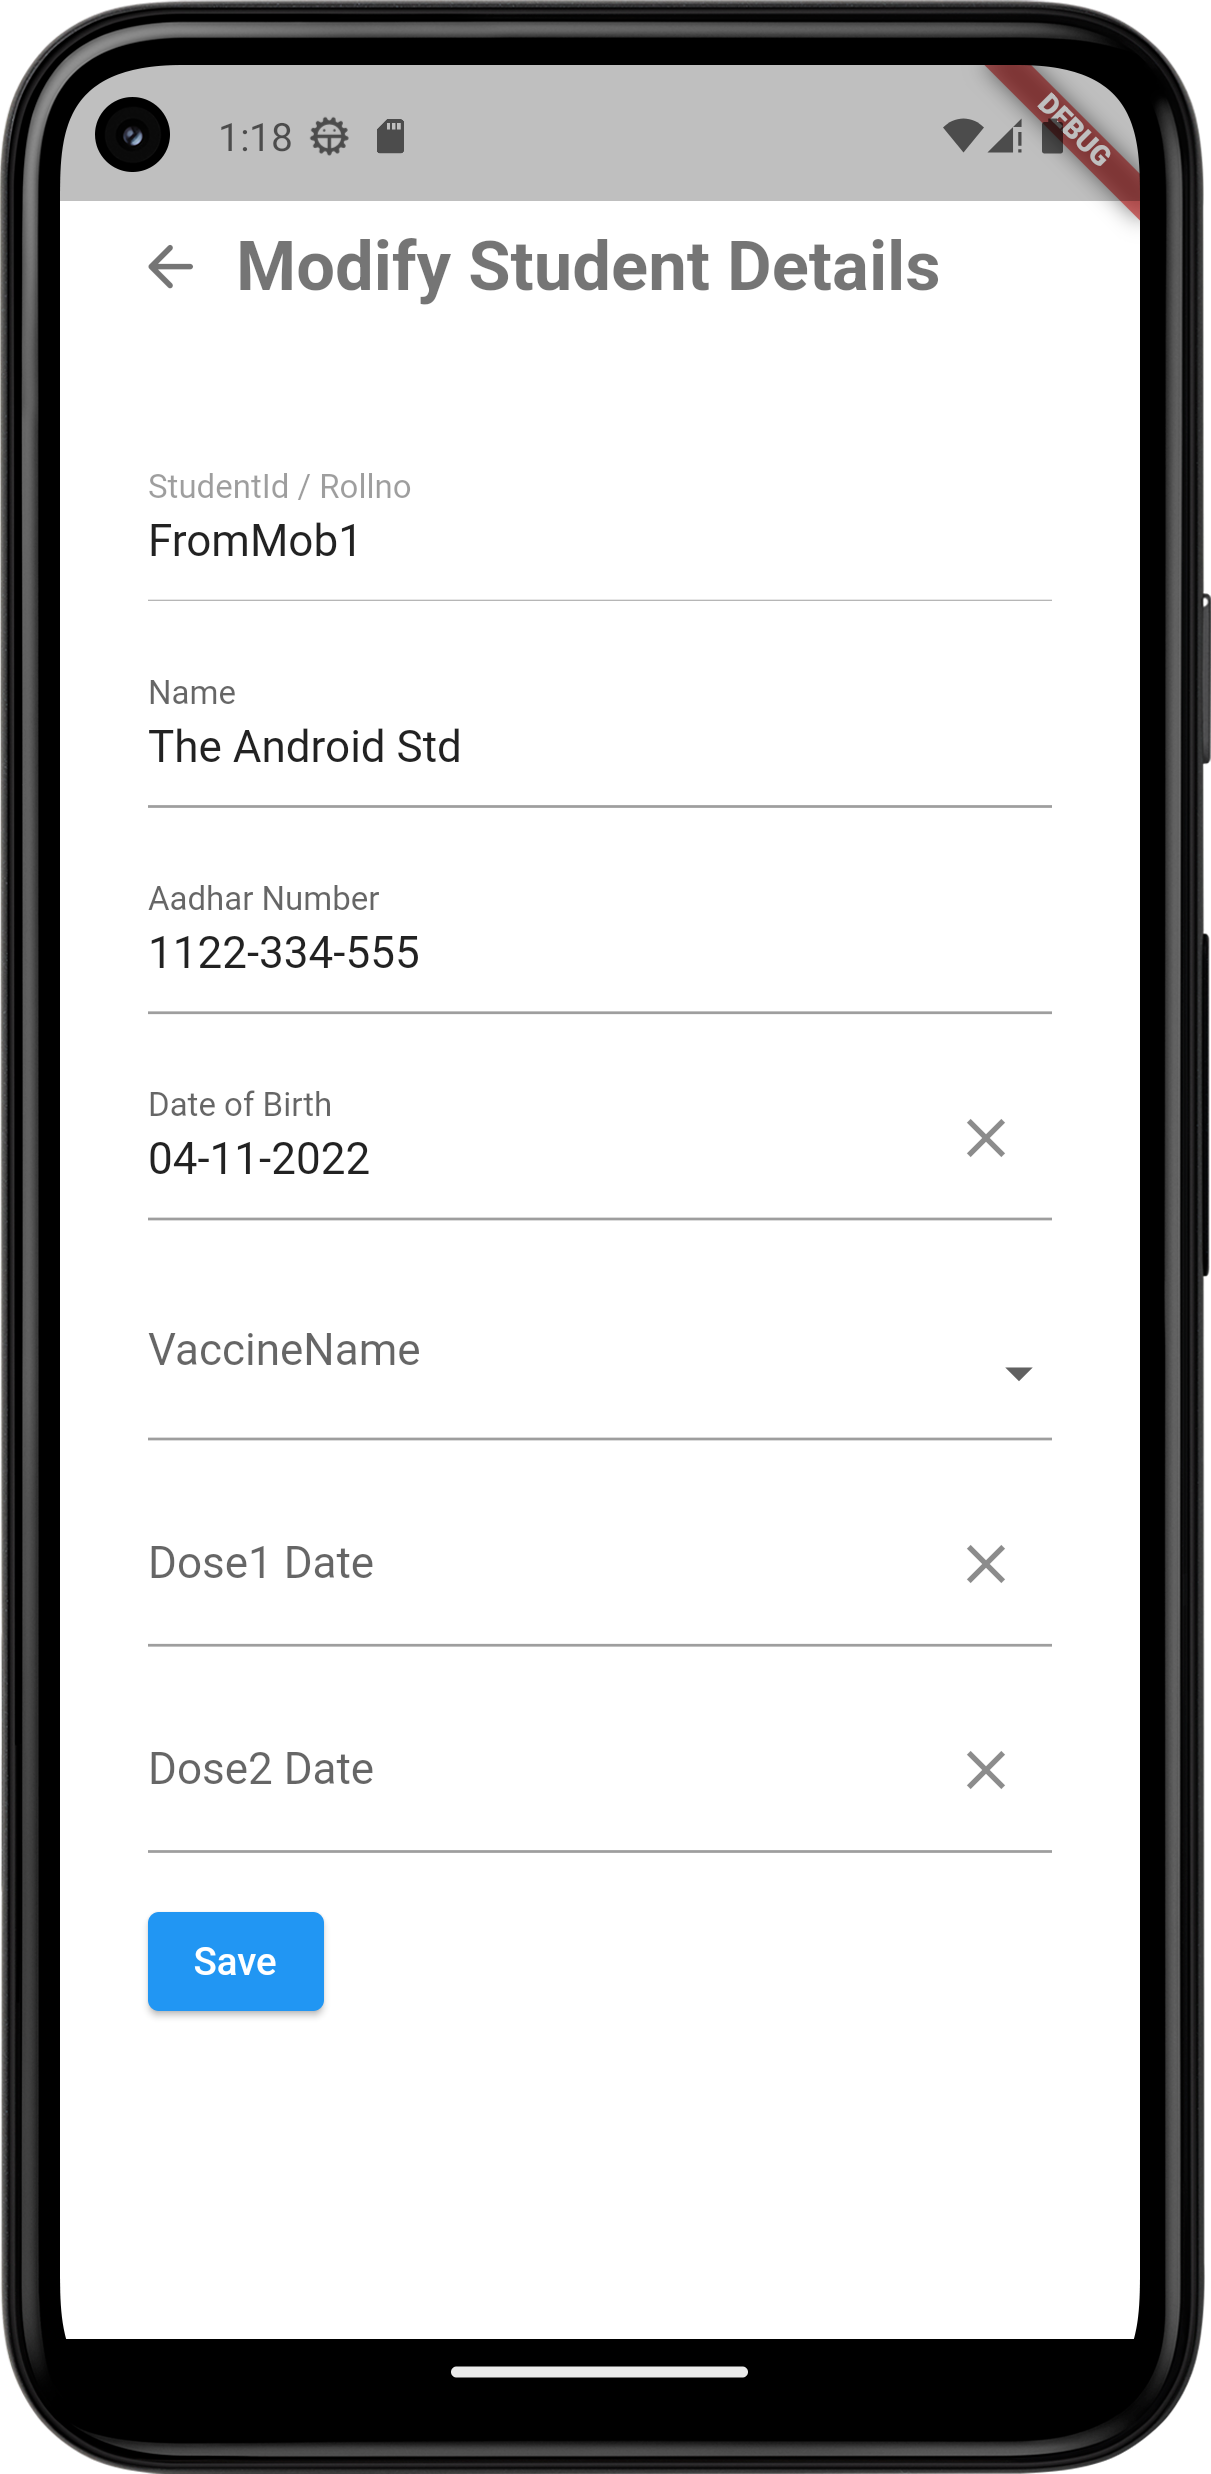 1:18
DEBUG
Modify Student Details
StudentId / Rollno
FromMob1
Name
The Android Std
Aadhar Number
1122-334-555
Date of Birth
04-11-2022
VaccineName
Dose1 Date
Dose2 Date
Save